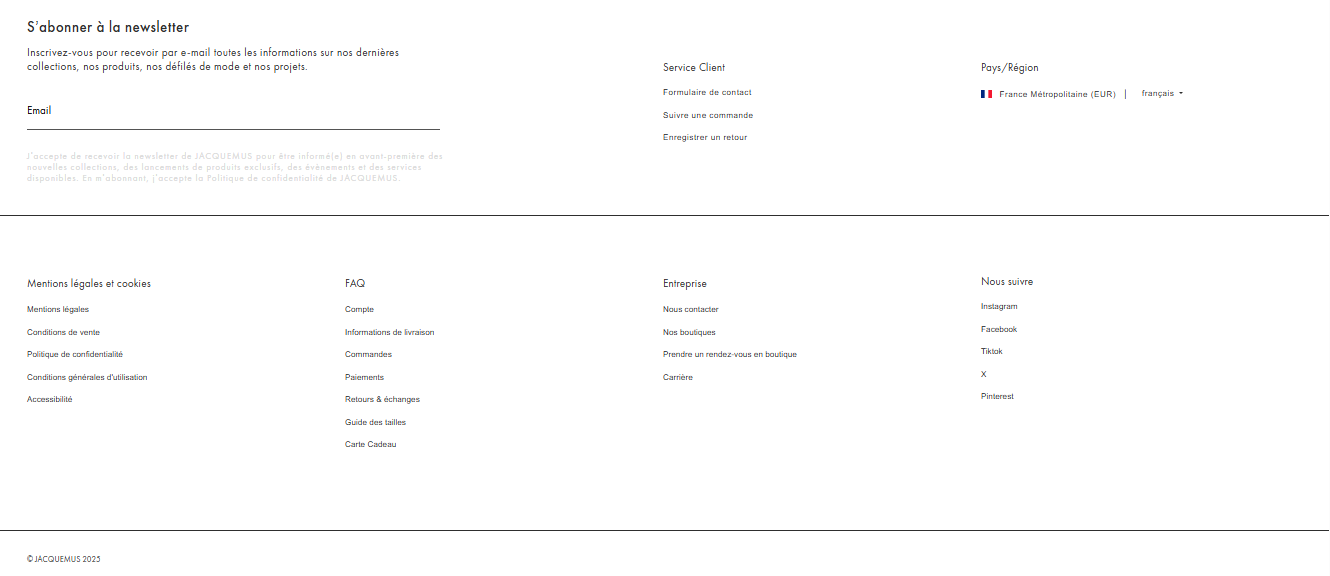 S'abonner à la newsletter
Inscrivez-vous pour recevoir par e-mail toutes les informations sur nos dernières
collections, nos produits, nos défilés de mode et nos projets.
Email
J'accepte de recevoir la newsletter de JACQUEMUS pour être informé(e) en avant-première des
nouvelles collections, des lancements de produits exclusifs, des évènements et des services
disponibles. En m'abonnant, j'accepte la Politique de confidentialité de JACQUEMUS.
Service Client
Formulaire de contact
Suivre une commande
Enregistrer un retour
Pays/Région
France Métropolitaine (EUR) | français
Mentions légales et cookies
Mentions légales
Conditions de vente
Politique de confidentialité
Conditions générales d'utilisation
Accessibilité
FAQ
Compte
Informations de livraison
Commandes
Paiements
Retours & échanges
Guide des tailles
Carte Cadeau
Entreprise
Nous contacter
Nos boutiques
Prendre un rendez-vous en boutique
Carrière
Nous suivre
Instagram
Facebook
Tiktok
X
Pinterest
© JACQUEMUS 2025